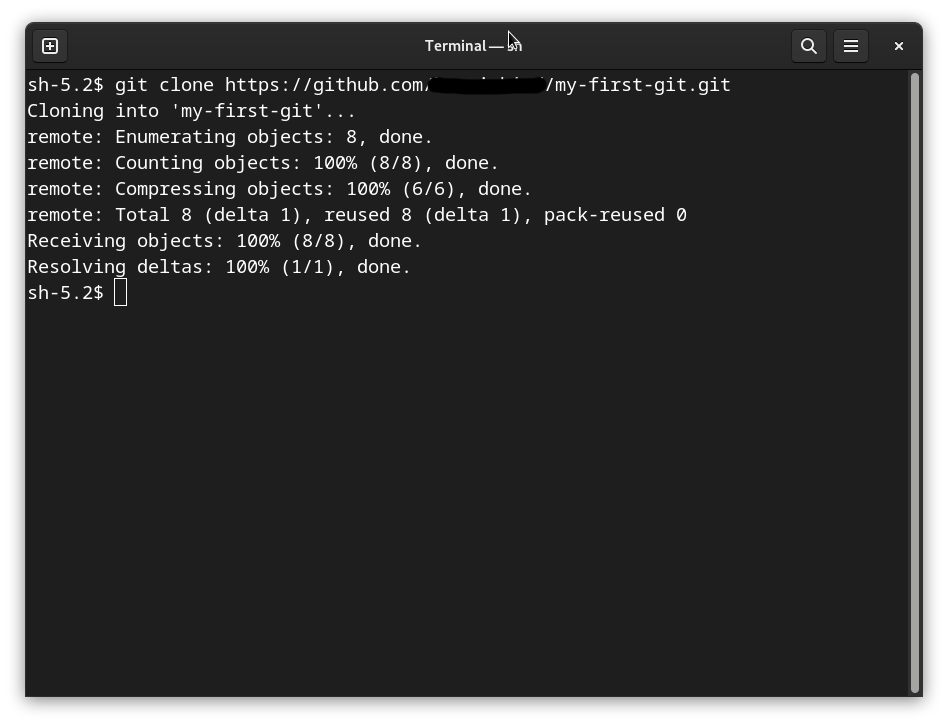 Terminal — sh
sh-5.2$ git clone https://github.com/ /my-first-git.git
Cloning into 'my-first-git'...
remote: Enumerating objects: 8, done.
remote: Counting objects: 100% (8/8), done.
remote: Compressing objects: 100% (6/6), done.
remote: Total 8 (delta 1), reused 8 (delta 1), pack-reused 0
Receiving objects: 100% (8/8), done.
Resolving deltas: 100% (1/1), done.
sh-5.2$